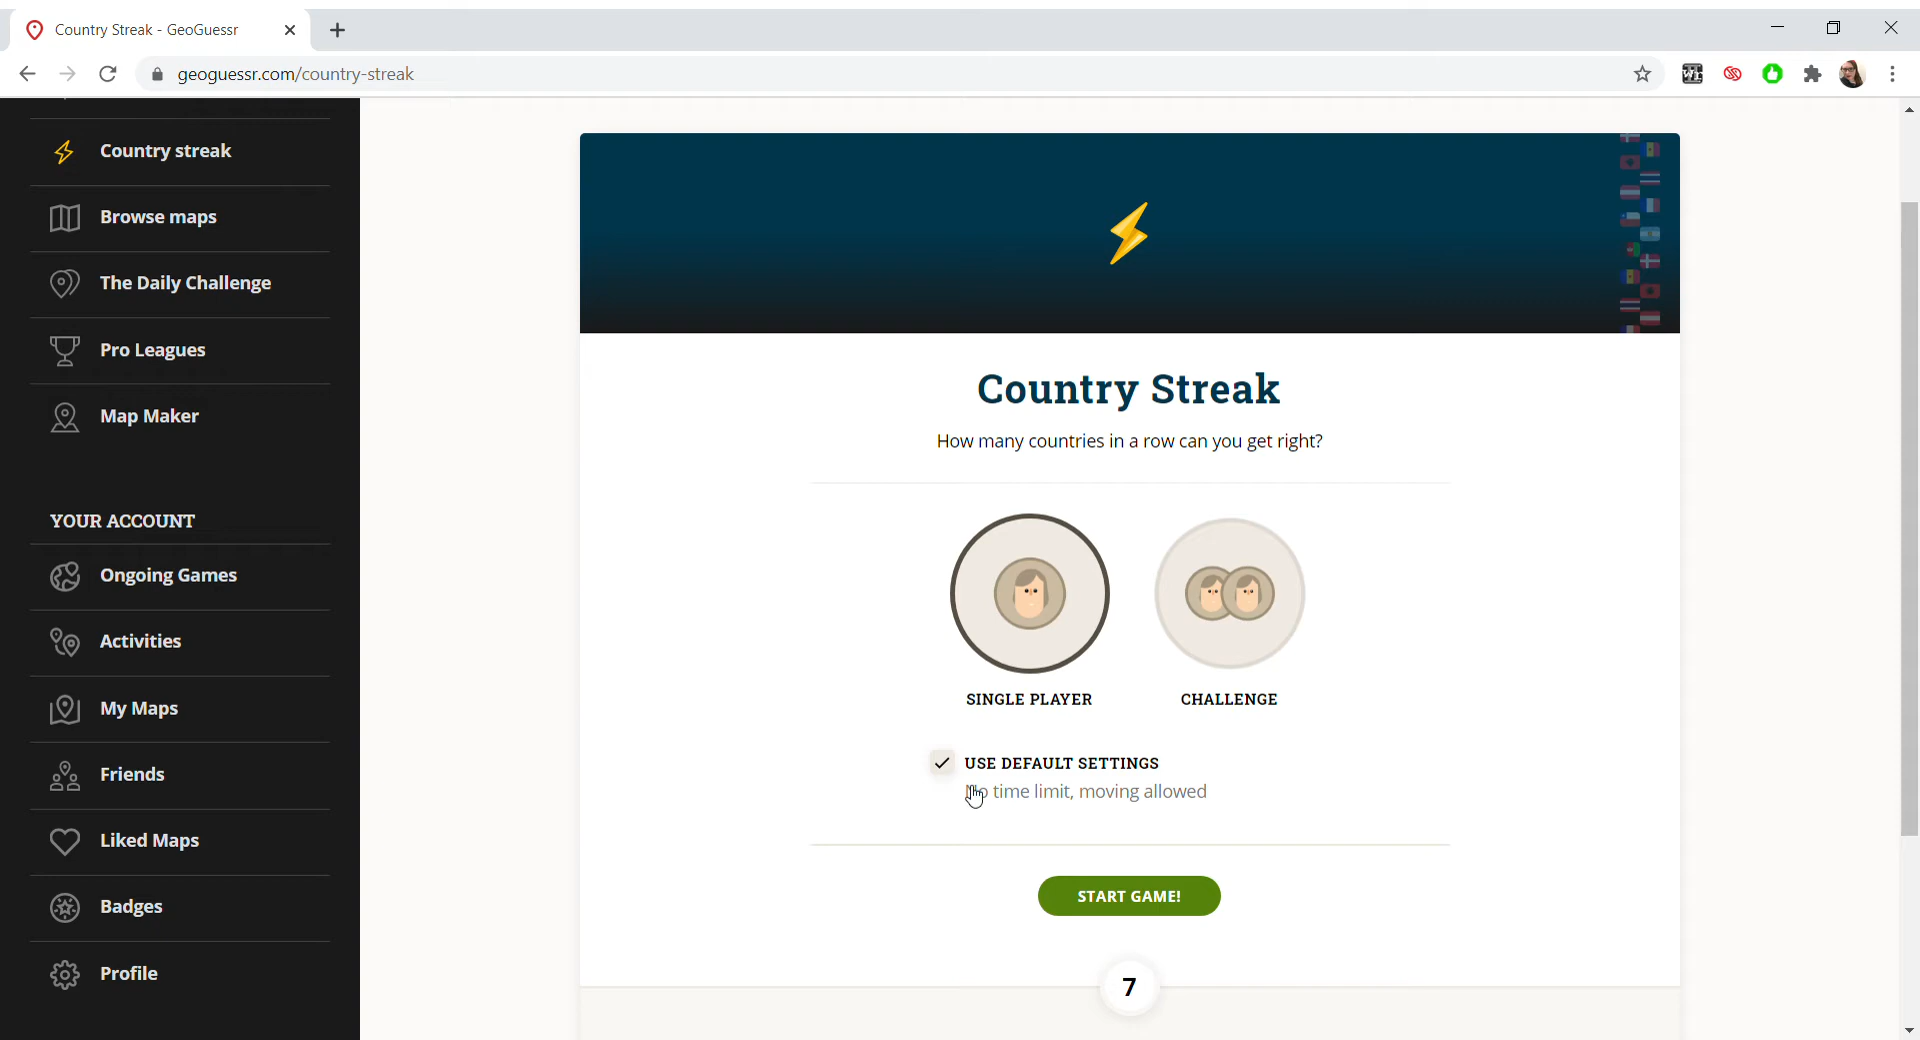 Country Streak - GeoGuessr
geoguessr.com/country-streak
Country streak
Browse maps
The Daily Challenge
Pro Leagues
Map Maker
YOUR ACCOUNT
Ongoing Games
Activities
My Maps
Friends
Liked Maps
Badges
Profile
Country Streak
How many countries in a row can you get right?
SINGLE PLAYER
CHALLENGE
USE DEFAULT SETTINGS
No time limit, moving allowed
START GAME!
7